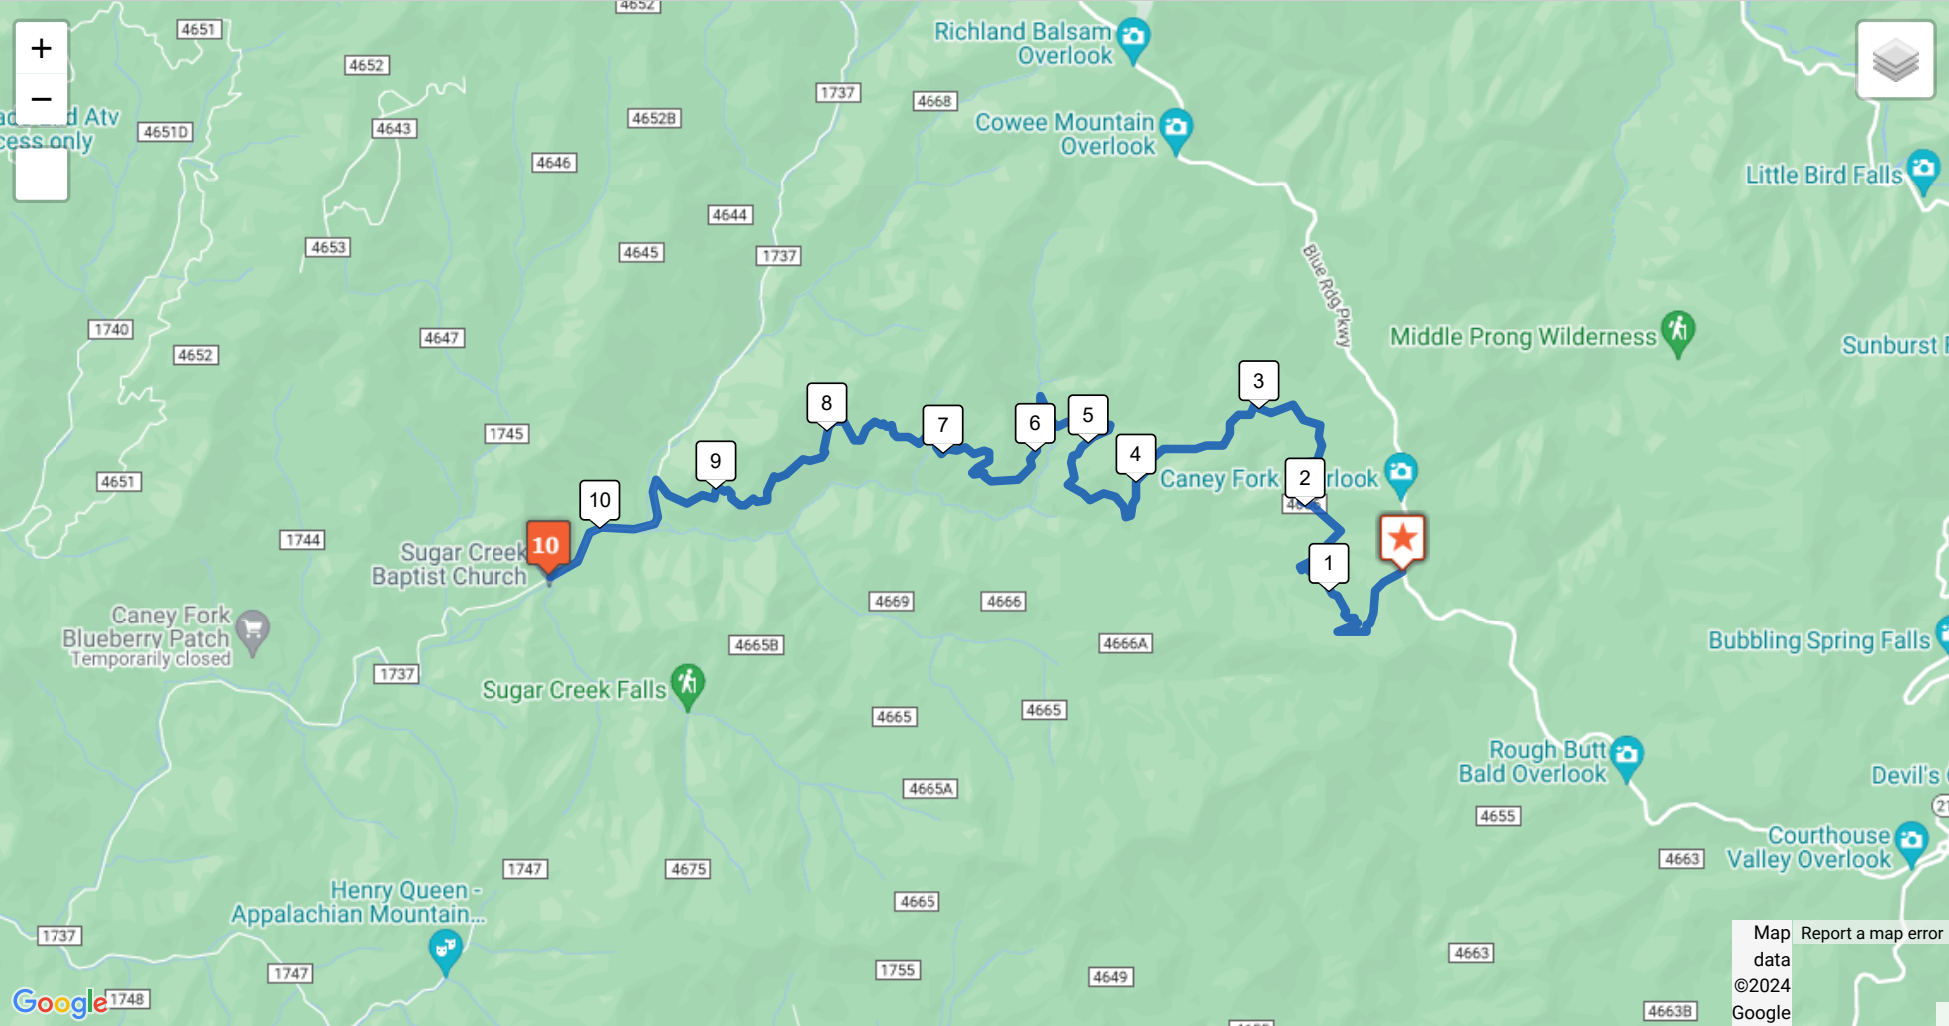 4652
4651
Richland Balsam
Overlook
+
4652
−
1737
4668
Atv
4651D
4643
4652B
Cowee Mountain
Overlook
cess only
4646
Little Bird Falls
4644
4653
4645
1737
Blue Rdg Pkwy
1740
4647
4652
Middle Prong Wilderness
Sunburst
3
8
5
6
7
1745
4
9
2
Caney Fork
rlook
4651
10
1744
Sugar Creek
Baptist Church
10
1
Caney Fork
Blueberry Patch
Temporarily closed
4669
4666
4665B
4666A
Bubbling Spring Falls
1737
Sugar Creek Falls
4665
4665
Rough Butt
Bald Overlook
4665A
Devil's
4655
21
Courthouse
Valley Overlook
1747
4675
4663
Henry Queen -
Appalachian Mountain...
4665
1737
1747
1755
4649
4663
Map
data
©2024
Google
Report a map error
Google
1748
4663B